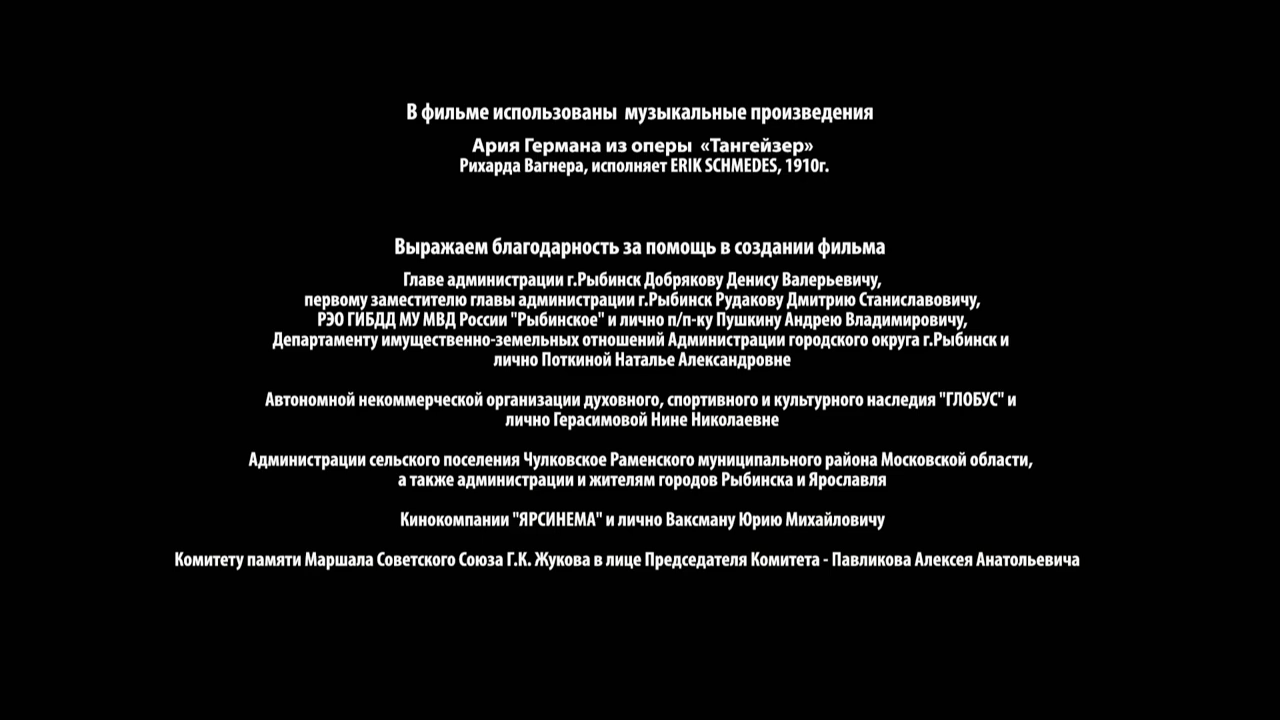 В фильме использованы музыкальные произведения
Ария Германа из оперы «Тангейзер»
Рихарда Вагнера, исполняет ERIK SCHMEDES, 1910г.
Выражаем благодарность за помощь в создании фильма
Главе администрации г.Рыбинск Добрякову Денису Валерьевичу,
первому заместителю главы администрации г.Рыбинск Рудакову Дмитрию Станиславовичу,
РЭО ГИБДД МУ МВД России "Рыбинское" и лично п/п-ку Пушкину Андрею Владимировичу,
Департаменту имущественно-земельных отношений Администрации городского округа г.Рыбинск и
лично Поткиной Наталье Александровне
Автономной некоммерческой организации духовного, спортивного и культурного наследия "ГЛОБУС" и
лично Герасимовой Нине Николаевне
Администрации сельского поселения Чулковское Раменского муниципального района Московской области,
а также администрации и жителям городов Рыбинска и Ярославля
Кинокомпании "ЯРСИНЕМА" и лично Ваксману Юрию Михайловичу
Комитету памяти Маршала Советского Союза Г.К. Жукова в лице Председателя Комитета - Павликова Алексея Анатольевича